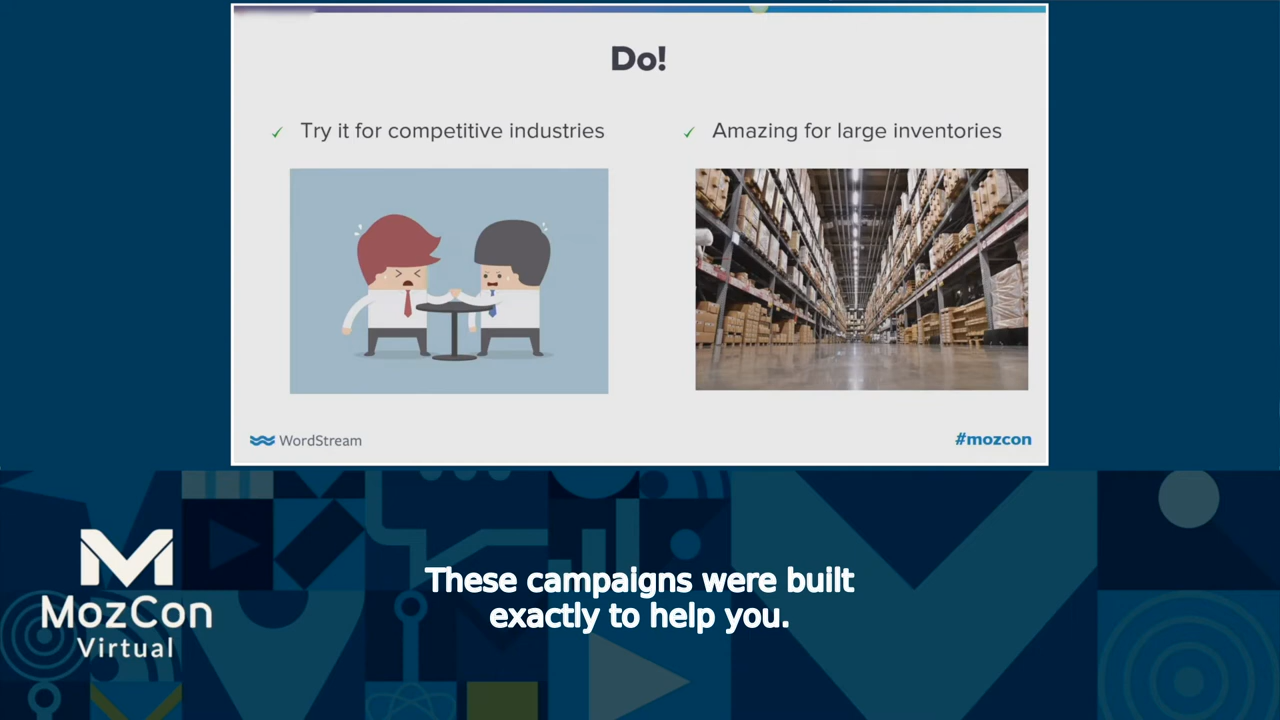 Do!
✓ Try it for competitive industries
✓ Amazing for large inventories
WordStream
#mozcon
MozCon
Virtual
These campaigns were built
exactly to help you.